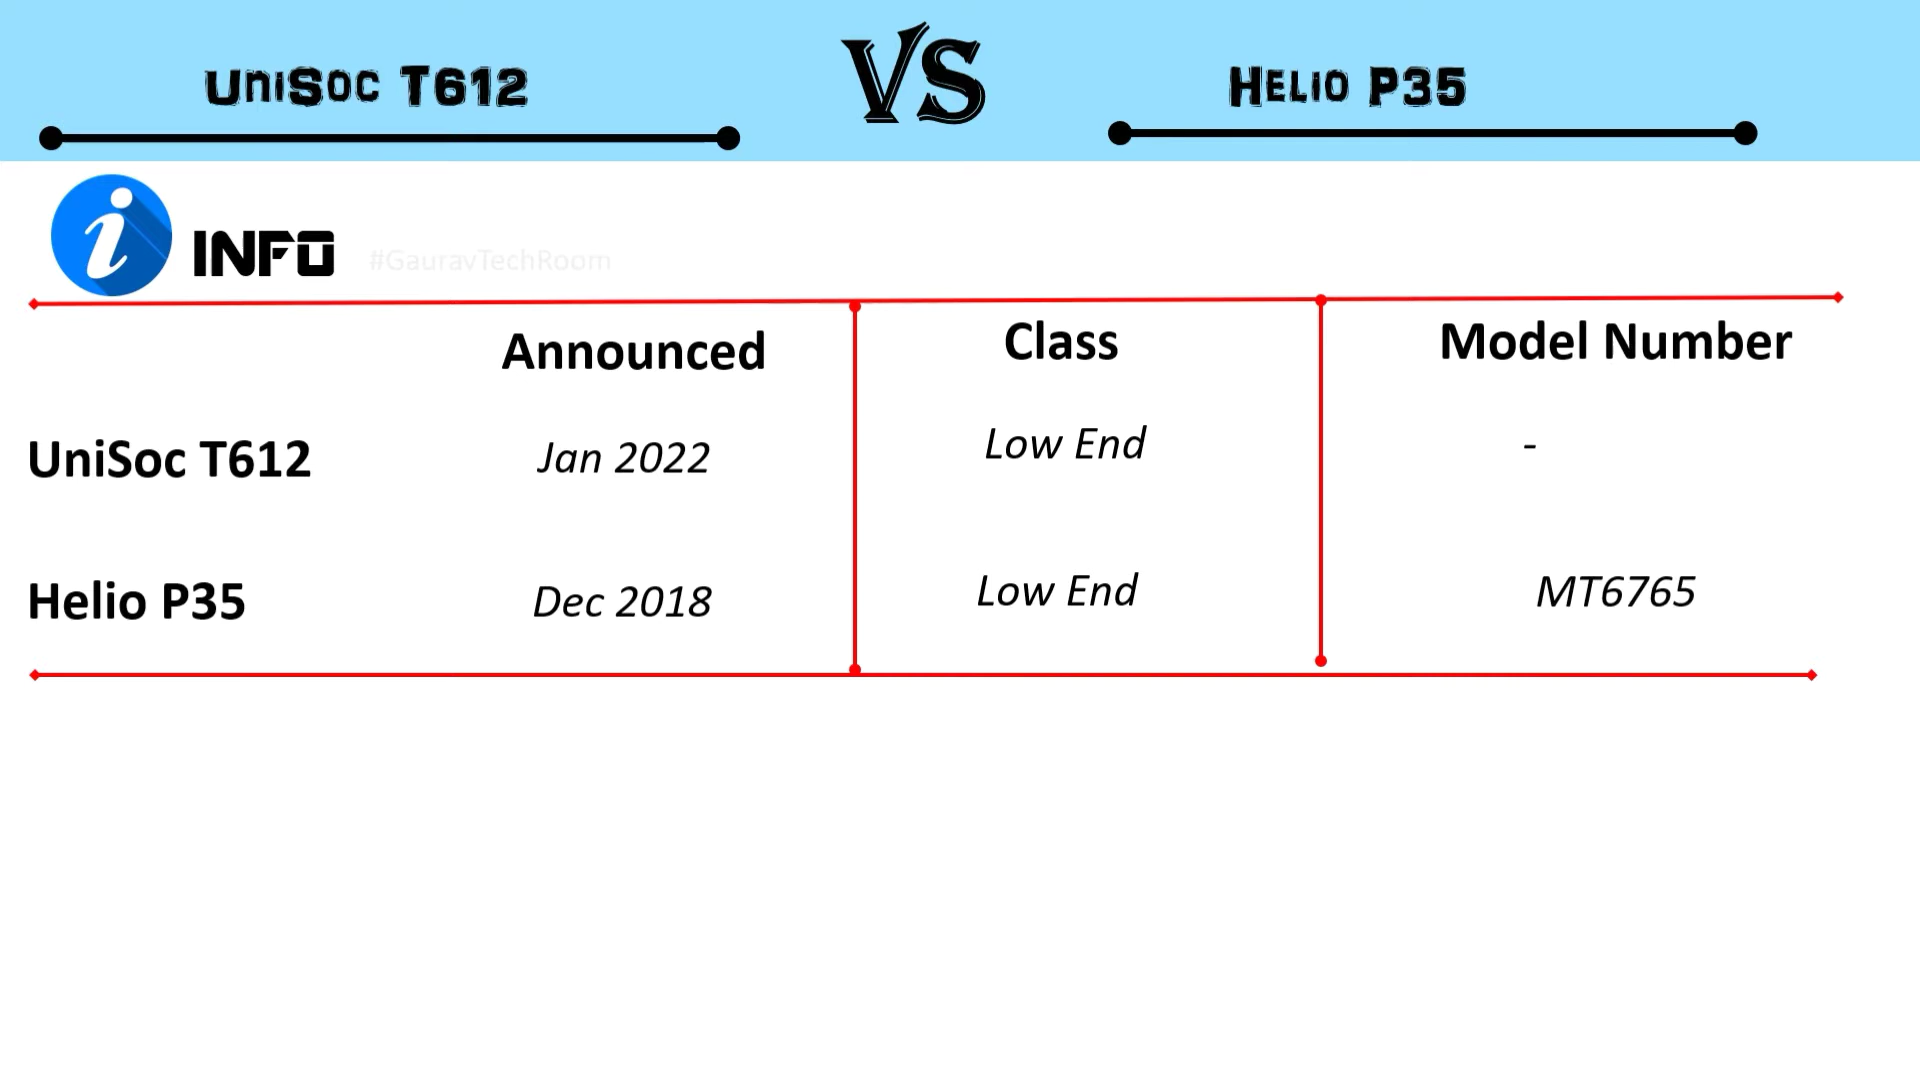 UniSoc T612 VS Helio P35
i INFO #GauravTechRoom
Announced Class Model Number
UniSoc T612 Jan 2022 Low End -
Helio P35 Dec 2018 Low End MT6765